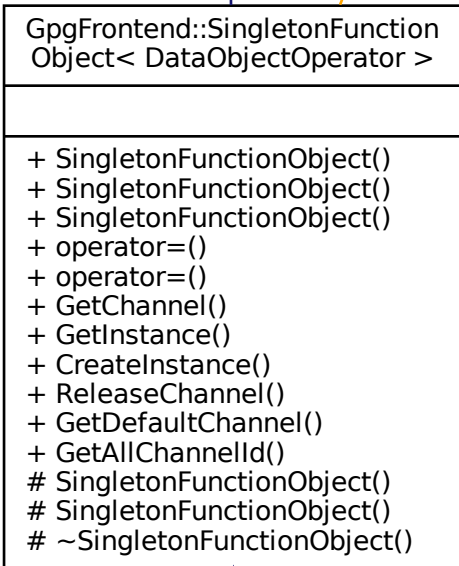 GpgFrontend::SingletonFunction
Object< DataObjectOperator >
+ SingletonFunctionObject()
+ SingletonFunctionObject()
+ SingletonFunctionObject()
+ operator=()
+ operator=()
+ GetChannel()
+ GetInstance()
+ CreateInstance()
+ ReleaseChannel()
+ GetDefaultChannel()
+ GetAllChannelId()
# SingletonFunctionObject()
# SingletonFunctionObject()
# ~SingletonFunctionObject()